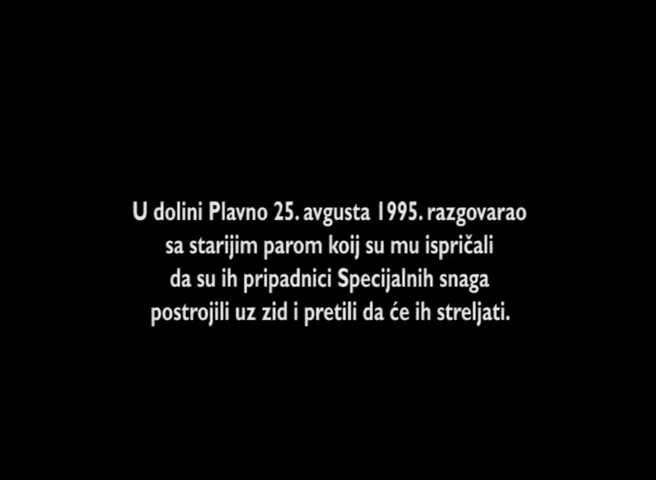 U dolini Plavno 25. avgusta 1995. razgovarao
sa starijim parom koij su mu ispričali
da su ih pripadnici Specijalnih snaga
postrojili uz zid i pretili da će ih streljati.